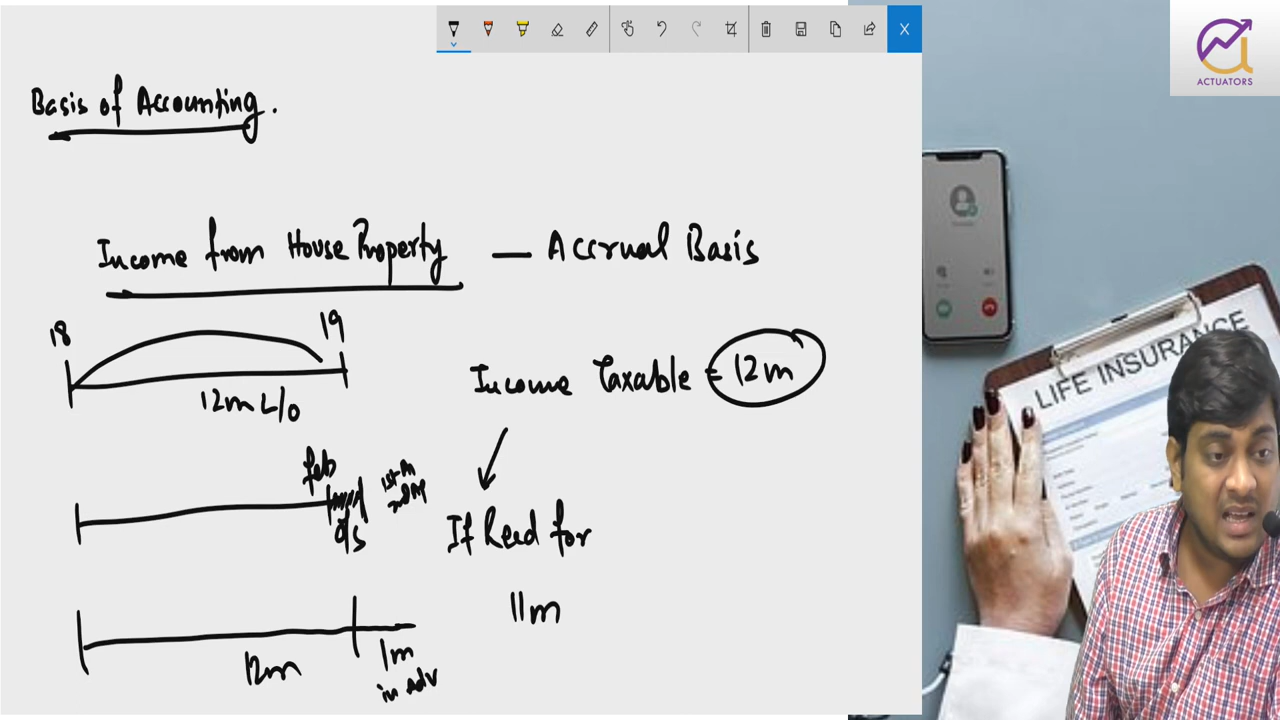 Basis of Accounting.
Income from House Property — Accrual Basis
18
19
12m L/O
Income Taxable = 12m
feb
o/s
If Recd for
11m
12m
1m
in Adv
ACTUATORS
LIFE INSURANCE